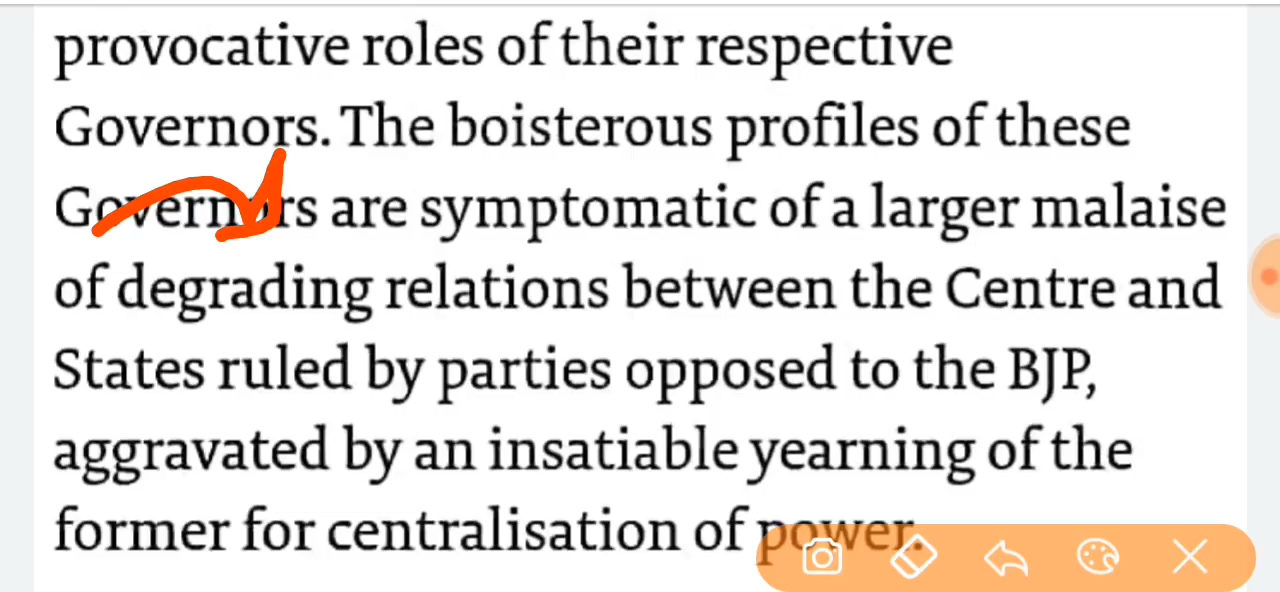 provocative roles of their respective
Governors. The boisterous profiles of these
Governors are symptomatic of a larger malaise
of degrading relations between the Centre and
States ruled by parties opposed to the BJP,
aggravated by an insatiable yearning of the
former for centralisation of power.